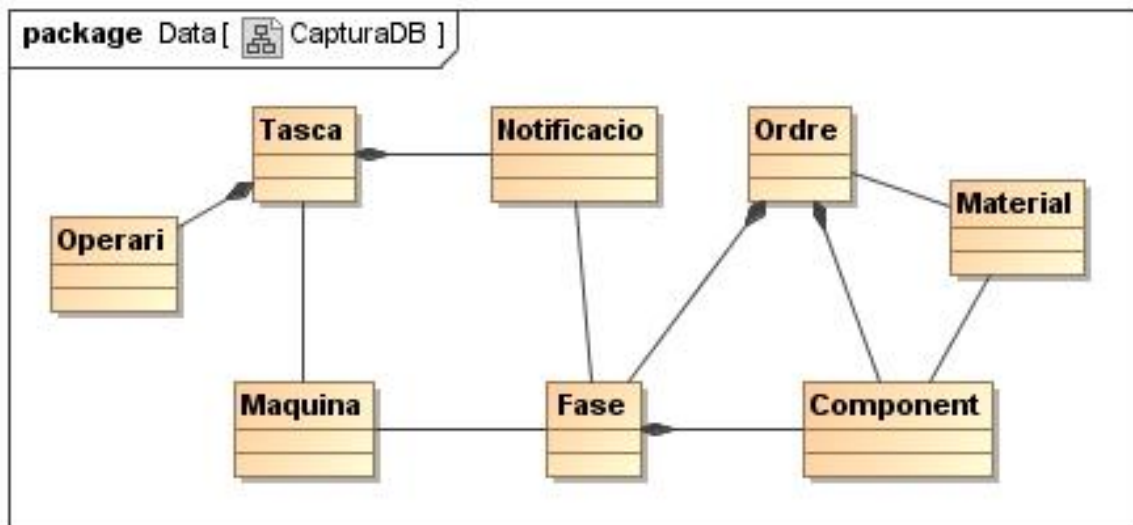 package Data [ CapturaDB ]
Tasca
Notificacio
Ordre
Material
Operari
Maquina
Fase
Component